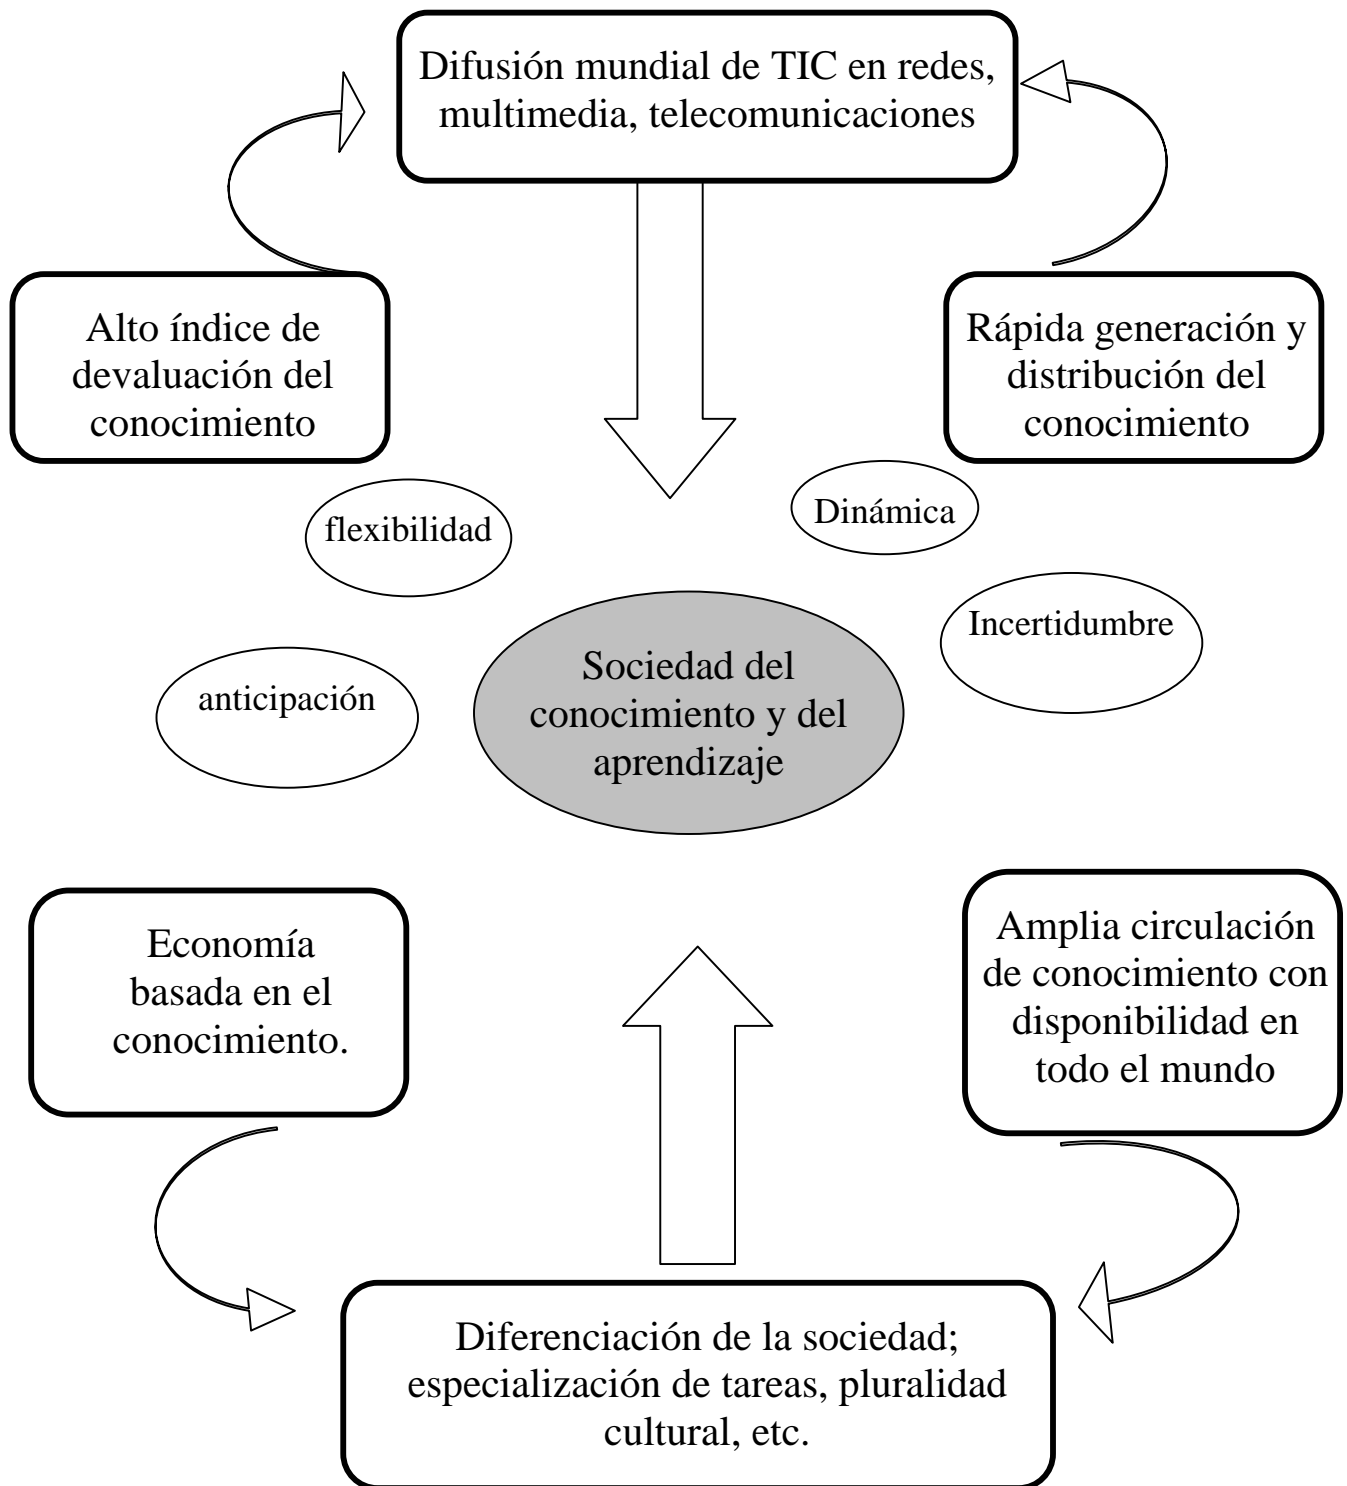 Difusión mundial de TIC en redes,
multimedia, telecomunicaciones
Alto índice de
devaluación del
conocimiento
Rápida generación y
distribución del
conocimiento
flexibilidad
Dinámica
Incertidumbre
anticipación
Sociedad del
conocimiento y del
aprendizaje
Economía
basada en el
conocimiento.
Amplia circulación
de conocimiento con
disponibilidad en
todo el mundo
Diferenciación de la sociedad;
especialización de tareas, pluralidad
cultural, etc.